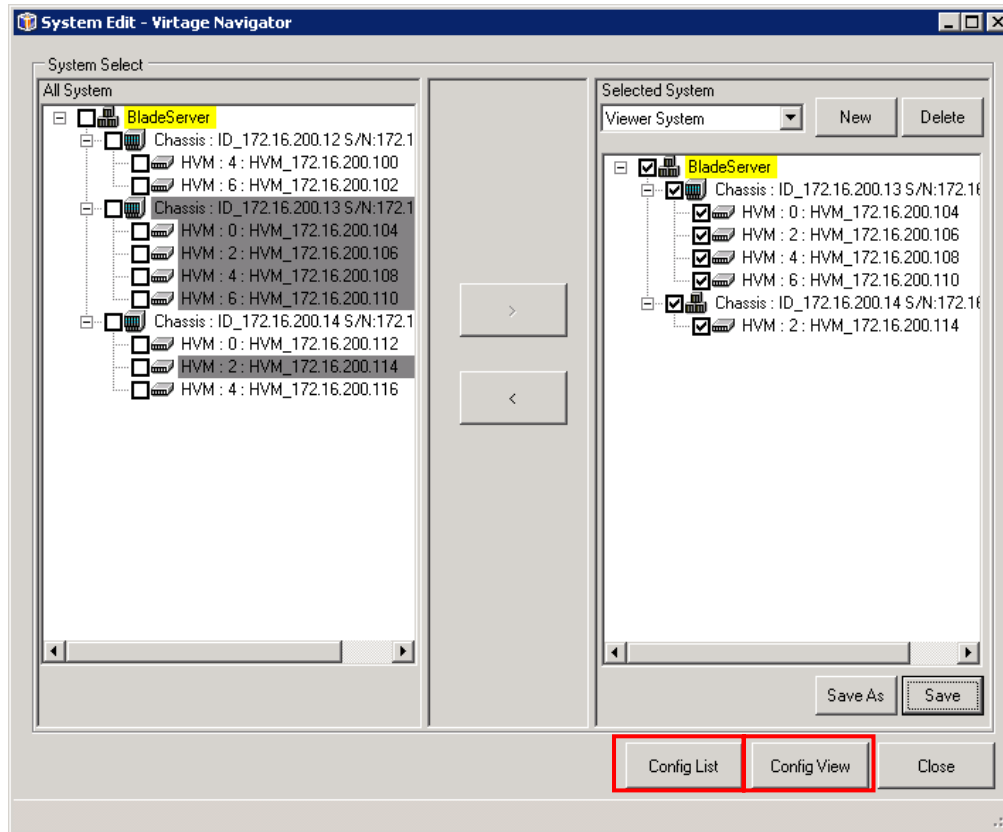 System Edit - Virtage Navigator
System Select
All System
BladeServer
Chassis : ID_172.16.200.12 S/N:172.1
HVM : 4 : HVM_172.16.200.100
HVM : 6 : HVM_172.16.200.102
Chassis : ID_172.16.200.13 S/N:172.1
HVM : 0 : HVM_172.16.200.104
HVM : 2 : HVM_172.16.200.106
HVM : 4 : HVM_172.16.200.108
HVM : 6 : HVM_172.16.200.110
Chassis : ID_172.16.200.14 S/N:172.1
HVM : 0 : HVM_172.16.200.112
HVM : 2 : HVM_172.16.200.114
HVM : 4 : HVM_172.16.200.116
>
<
Selected System
Viewer System
New
Delete
BladeServer
Chassis : ID_172.16.200.13 S/N:172.16
HVM : 0 : HVM_172.16.200.104
HVM : 2 : HVM_172.16.200.106
HVM : 4 : HVM_172.16.200.108
HVM : 6 : HVM_172.16.200.110
Chassis : ID_172.16.200.14 S/N:172.16
HVM : 2 : HVM_172.16.200.114
Save As
Save
Config List
Config View
Close